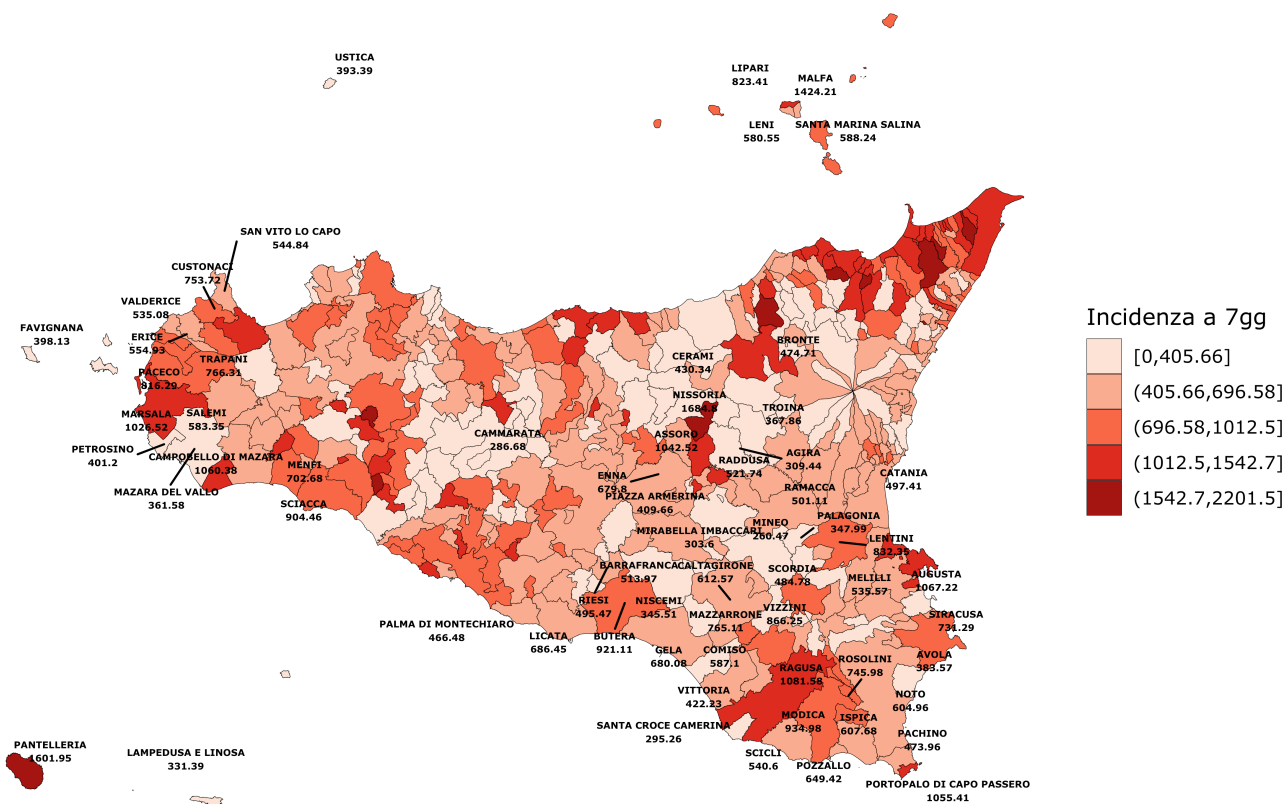 USTICA
393.39
LIPARI
823.41
MALFA
1424.21
LENI
580.55
SANTA MARINA SALINA
588.24
SAN VITO LO CAPO
544.84
CUSTONACI
753.72
VALDERICE
535.08
FAVIGNANA
398.13
ERICE
554.93
TRAPANI
766.31
PACECO
816.29
MARSALA
1026.52
SALEMI
583.35
PETROSINO
401.2
CAMPOBELLO DI MAZARA
1060.38
MAZARA DEL VALLO
361.58
MENFI
702.68
SCIACCA
904.46
CAMMARATA
286.68
CERAMI
430.34
BRONTE
474.71
NISSORIA
1684.8
TROINA
367.86
ASSORO
1042.52
AGIRA
309.44
RADDUSA
521.74
ENNA
679.8
CATANIA
497.41
PIAZZA ARMERINA
409.66
RAMACCA
501.11
MIRABELLA IMBACCARI
303.6
MINEO
260.47
PALAGONIA
347.99
LENTINI
832.35
BARRAFRANCA
513.97
CALTAGIRONE
612.57
SCORDIA
484.78
MELILLI
535.57
AUGUSTA
1067.22
RIESI
495.47
NISCEMI
345.51
MAZZARRONE
765.11
VIZZINI
866.25
SIRACUSA
731.29
PALMA DI MONTECHIARO
466.48
LICATA
686.45
BUTERA
921.11
GELA
680.08
COMISO
587.1
RAGUSA
1081.58
ROSOLINI
745.98
AVOLA
383.57
VITTORIA
422.23
NOTO
604.96
SANTA CROCE CAMERINA
295.26
MODICA
934.98
ISPICA
607.68
PACHINO
473.96
SCICLI
540.6
POZZALLO
649.42
PORTOPALO DI CAPO PASSERO
1055.41
PANTELLERIA
1601.95
LAMPEDUSA E LINOSA
331.39
Incidenza a 7gg
[0,405.66]
(405.66,696.58]
(696.58,1012.5]
(1012.5,1542.7]
(1542.7,2201.5]